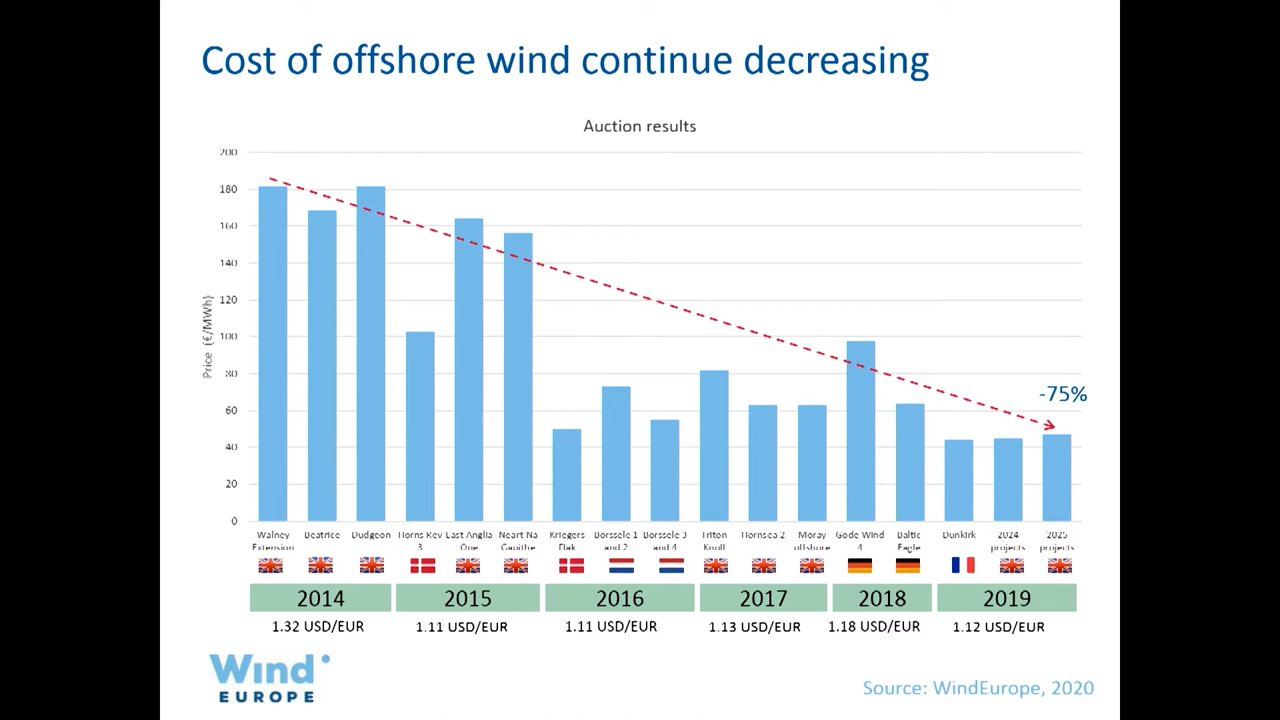 Cost of offshore wind continue decreasing
Auction results
Price (€/MWh)
200
180
160
140
120
100
80
60
40
20
0
-75%
Walney Extension
Beatrice
Dudgeon
Horns Rev 3
East Anglia One
Neart Na Gaoithe
Kriegers Flak
Borssele 1 and 2
Borssele 3 and 4
Triton Knoll
Hornsea 2
Moray offshore
Gode Wind 4
Baltic Eagle
Dunkirk
2024 projects
2025 projects
2014
2015
2016
2017
2018
2019
1.32 USD/EUR
1.11 USD/EUR
1.11 USD/EUR
1.13 USD/EUR
1.18 USD/EUR
1.12 USD/EUR
Wind
EUROPE
Source: WindEurope, 2020